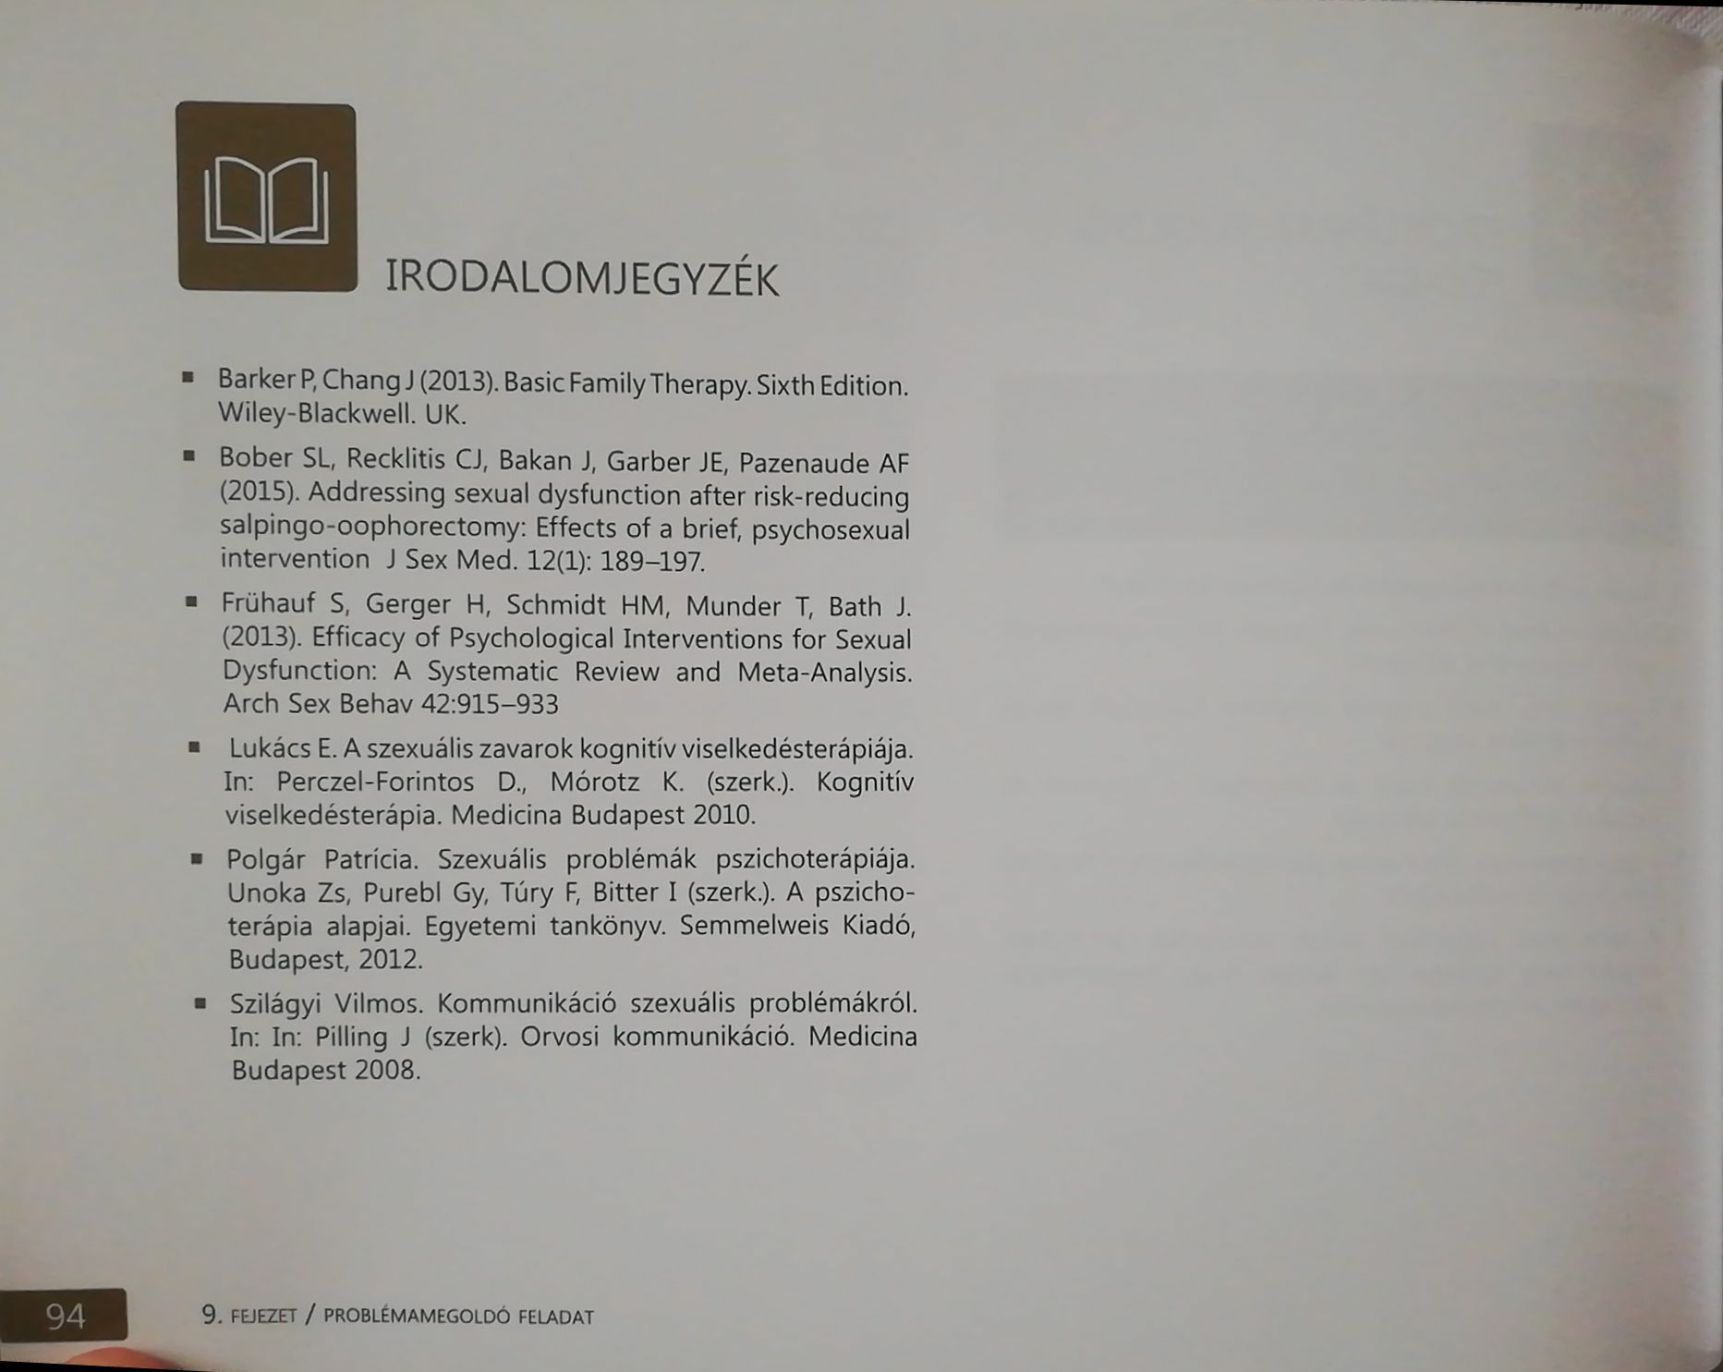 IRODALOMJEGYZÉK
▪ Barker P, Chang J (2013). Basic Family Therapy. Sixth Edition.
Wiley-Blackwell. UK.
▪ Bober SL, Recklitis CJ, Bakan J, Garber JE, Pazenaude AF
(2015). Addressing sexual dysfunction after risk-reducing
salpingo-oophorectomy: Effects of a brief, psychosexual
intervention J Sex Med. 12(1): 189–197.
▪ Frühauf S, Gerger H, Schmidt HM, Munder T, Bath J.
(2013). Efficacy of Psychological Interventions for Sexual
Dysfunction: A Systematic Review and Meta-Analysis.
Arch Sex Behav 42:915–933
▪ Lukács E. A szexuális zavarok kognitív viselkedésterápiája.
In: Perczel-Forintos D., Mórotz K. (szerk.). Kognitív
viselkedésterápia. Medicina Budapest 2010.
▪ Polgár Patrícia. Szexuális problémák pszichoterápiája.
Unoka Zs, Purebl Gy, Túry F, Bitter I (szerk.). A pszicho-
terápia alapjai. Egyetemi tankönyv. Semmelweis Kiadó,
Budapest, 2012.
▪ Szilágyi Vilmos. Kommunikáció szexuális problémákról.
In: In: Pilling J (szerk). Orvosi kommunikáció. Medicina
Budapest 2008.
94 9. FEJEZET / PROBLÉMAMEGOLDÓ FELADAT